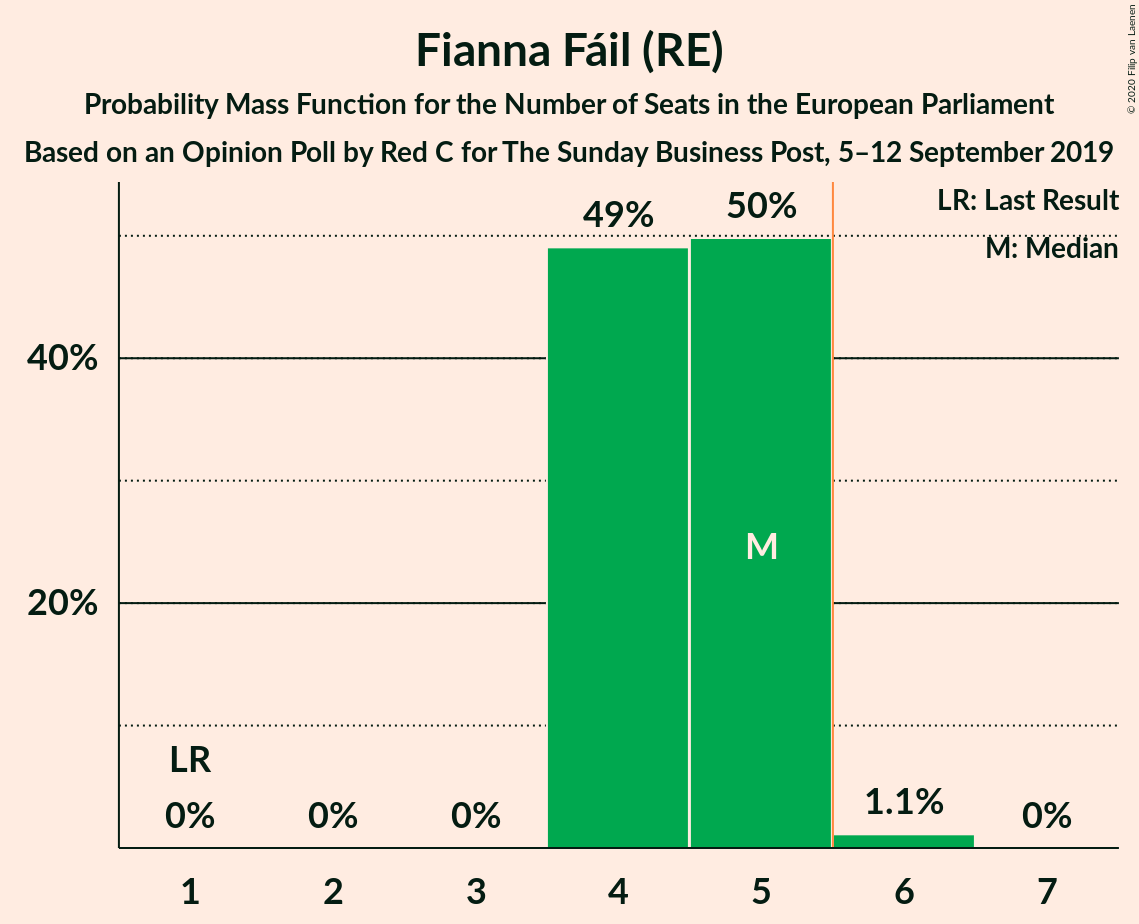 Fianna Fáil (RE)
Probability Mass Function for the Number of Seats in the European Parliament
Based on an Opinion Poll by Red C for The Sunday Business Post, 5–12 September 2019
© 2020 Filip van Laenen
LR: Last Result
M: Median
49%
50%
40%
20%
M
LR
0%
0%
0%
1.1%
0%
1
2
3
4
5
6
7